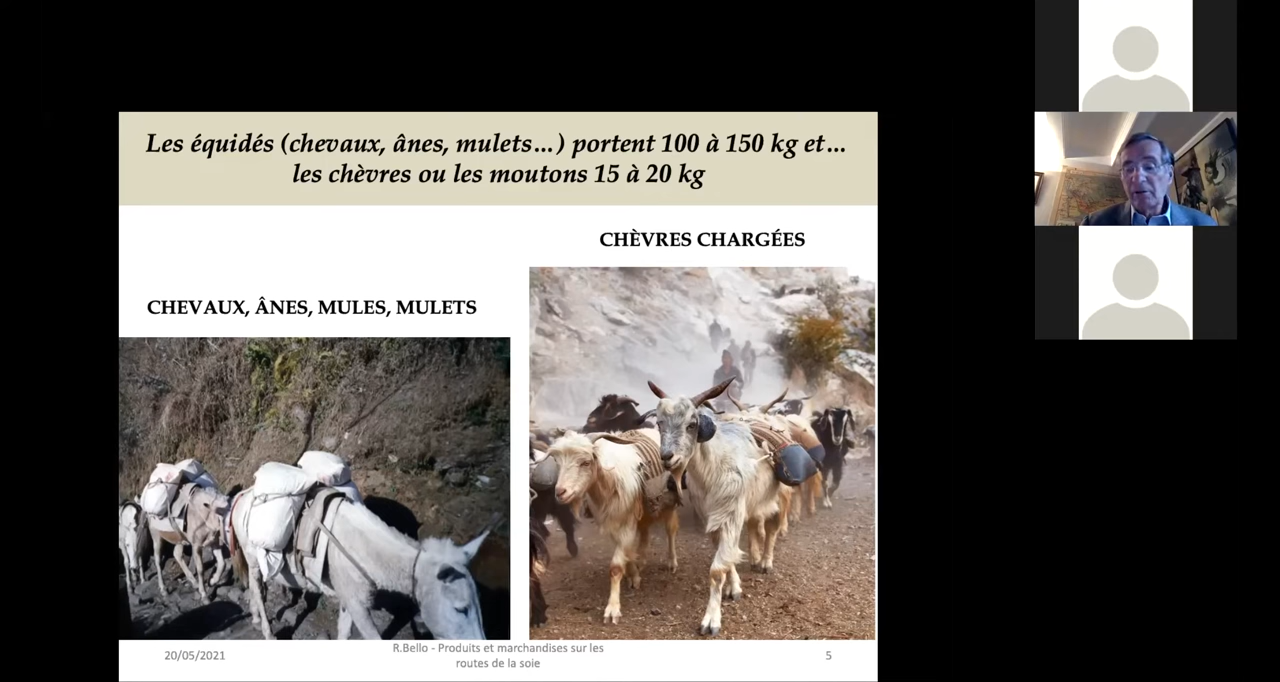 Les équidés (chevaux, ânes, mulets…) portent 100 à 150 kg et…
les chèvres ou les moutons 15 à 20 kg
CHÈVRES CHARGÉES
CHEVAUX, ÂNES, MULES, MULETS
20/05/2021
R.Bello - Produits et marchandises sur les
routes de la soie
5